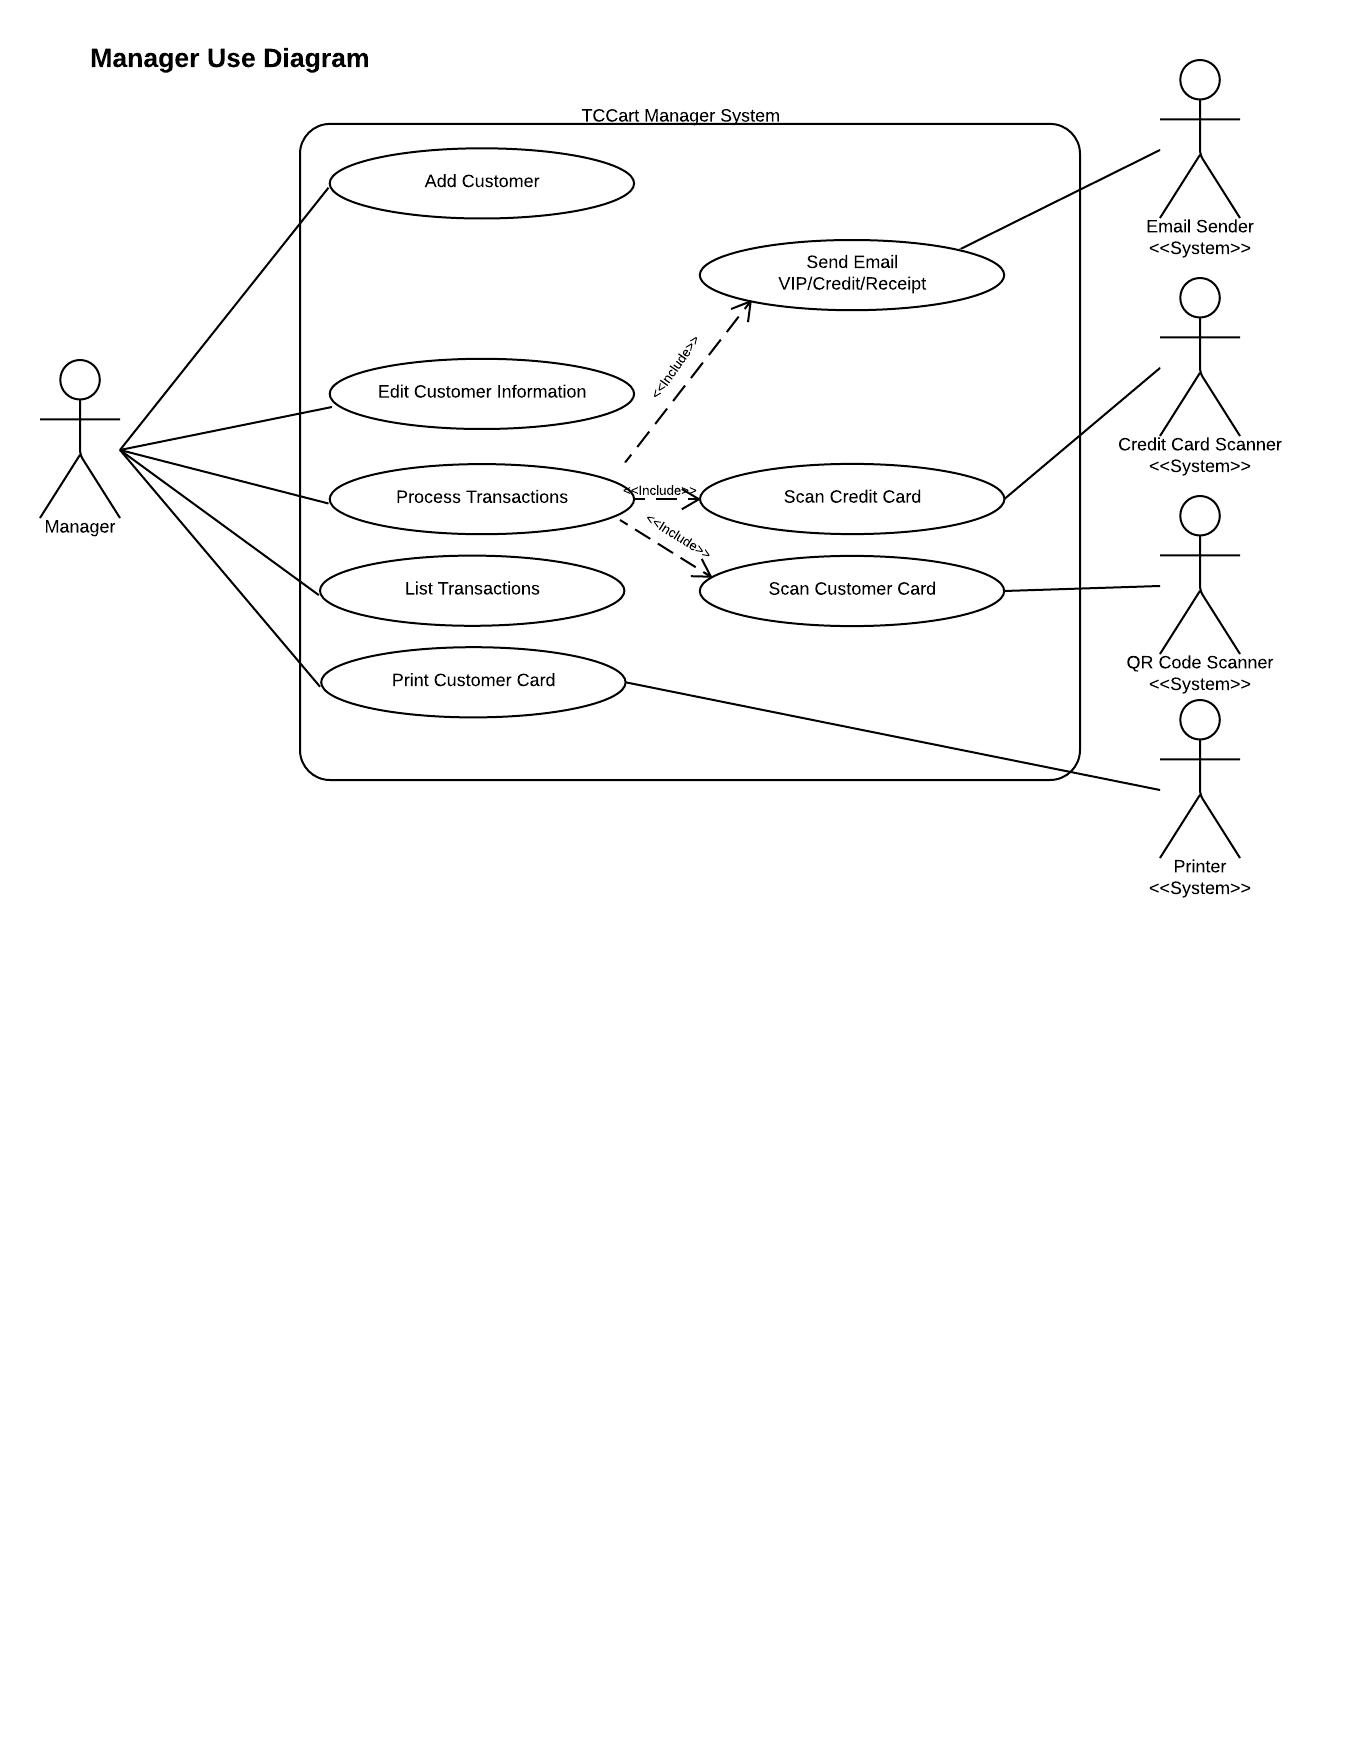 Manager Use Diagram
TCCart Manager System
Add Customer
Send Email
VIP/Credit/Receipt
Email Sender
<<System>>
<<Include>>
Edit Customer Information
Credit Card Scanner
<<System>>
Manager
Process Transactions
<<Include>>
Scan Credit Card
<<Include>>
List Transactions
Scan Customer Card
QR Code Scanner
<<System>>
Print Customer Card
Printer
<<System>>